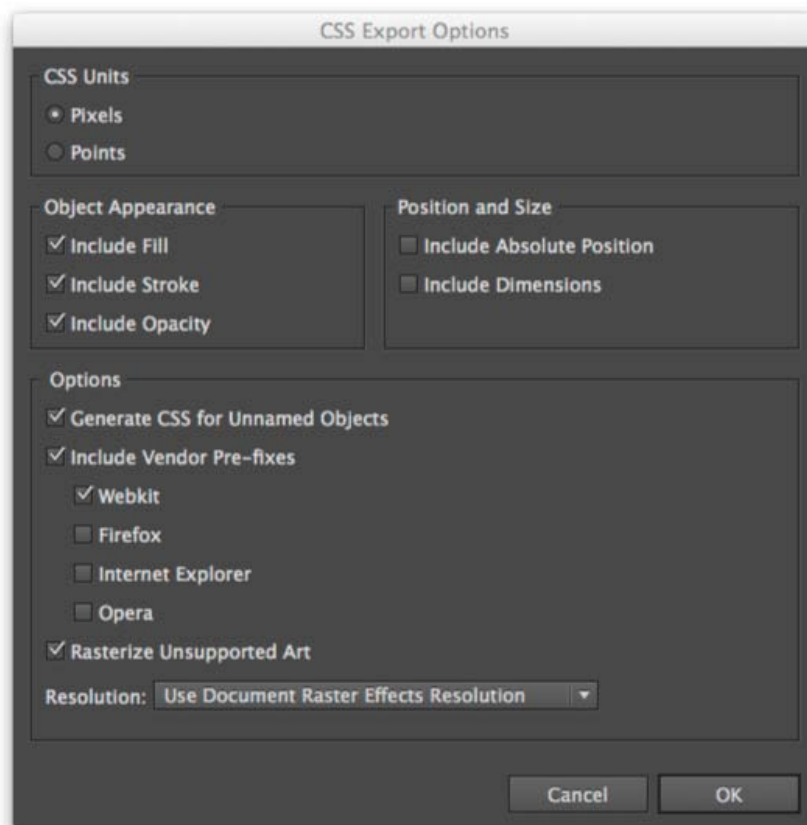 CSS Export Options
CSS Units
Pixels
Points
Object Appearance
Include Fill
Include Stroke
Include Opacity
Position and Size
Include Absolute Position
Include Dimensions
Options
Generate CSS for Unnamed Objects
Include Vendor Pre-fixes
Webkit
Firefox
Internet Explorer
Opera
Rasterize Unsupported Art
Resolution: Use Document Raster Effects Resolution
Cancel OK